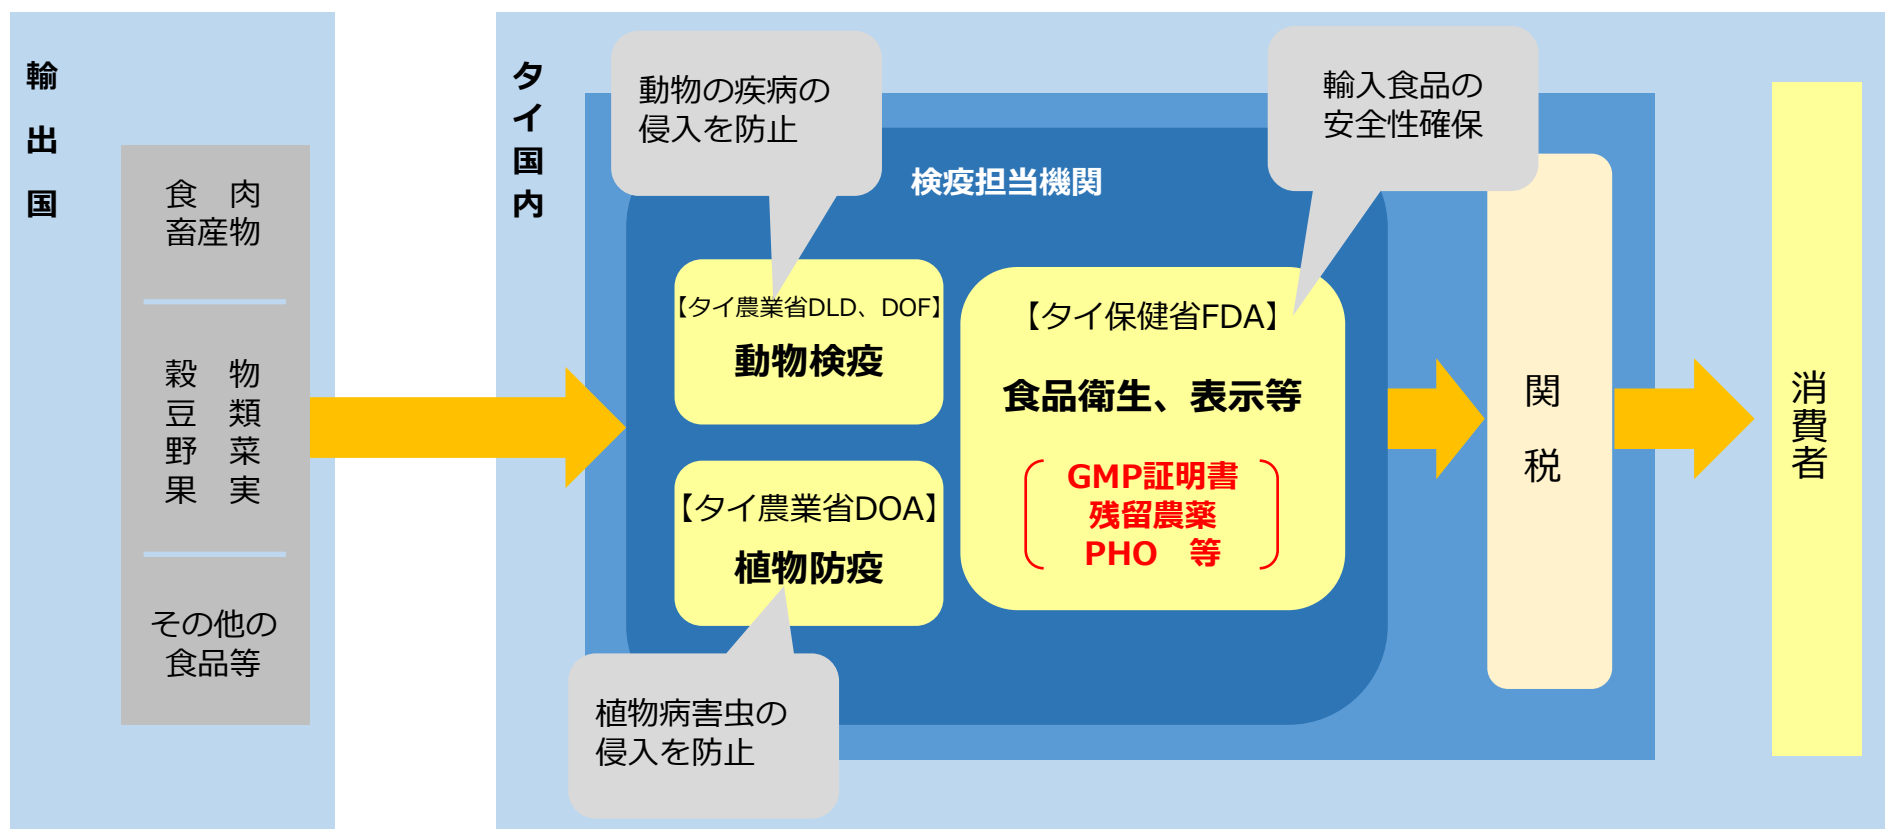 輸出国
食　肉
畜産物
穀　物
豆　類
野　菜
果　実
その他の
食品等
タイ国内
動物の疾病の
侵入を防止
検疫担当機関
輸入食品の
安全性確保
【タイ農業省DLD、DOF】
動物検疫
【タイ農業省DOA】
植物防疫
植物病害虫の
侵入を防止
【タイ保健省FDA】
食品衛生、表示等
GMP証明書
残留農薬
PHO　等
関税
消費者